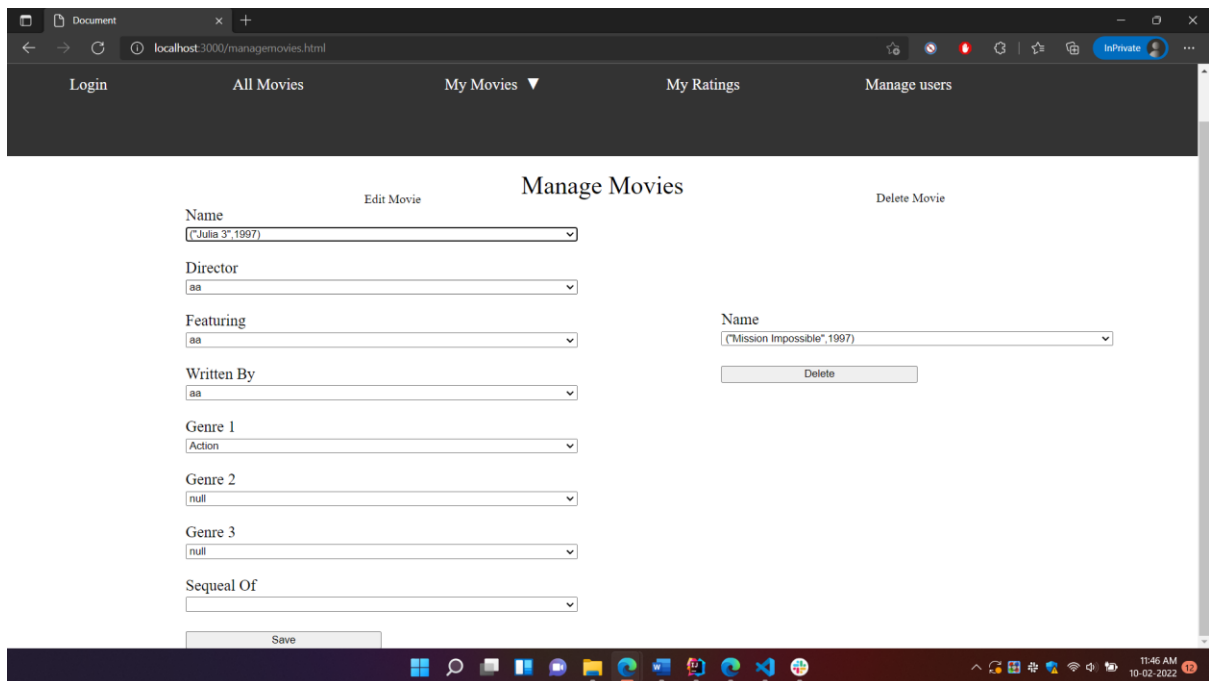 Document
localhost:3000/managemovies.html
InPrivate
Login All Movies My Movies ▼ My Ratings Manage users
Manage Movies
Edit Movie
Name
("Julia 3",1997)
Director
aa
Featuring
aa
Written By
aa
Genre 1
Action
Genre 2
null
Genre 3
null
Sequeal Of
Save
Delete Movie
Name
("Mission Impossible",1997)
Delete
11:46 AM
10-02-2022
12